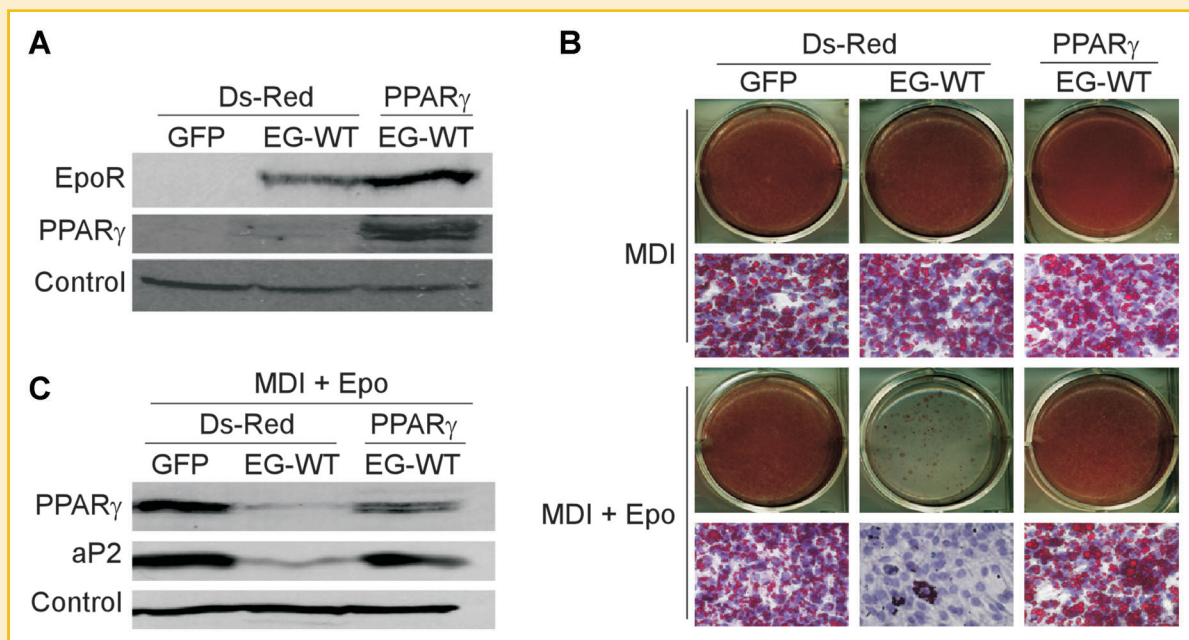 A
Ds-Red PPARγ
GFP EG-WT EG-WT
EpoR
PPARγ
Control
B
Ds-Red PPARγ
GFP EG-WT EG-WT
MDI
MDI + Epo
C
MDI + Epo
Ds-Red PPARγ
GFP EG-WT EG-WT
PPARγ
aP2
Control